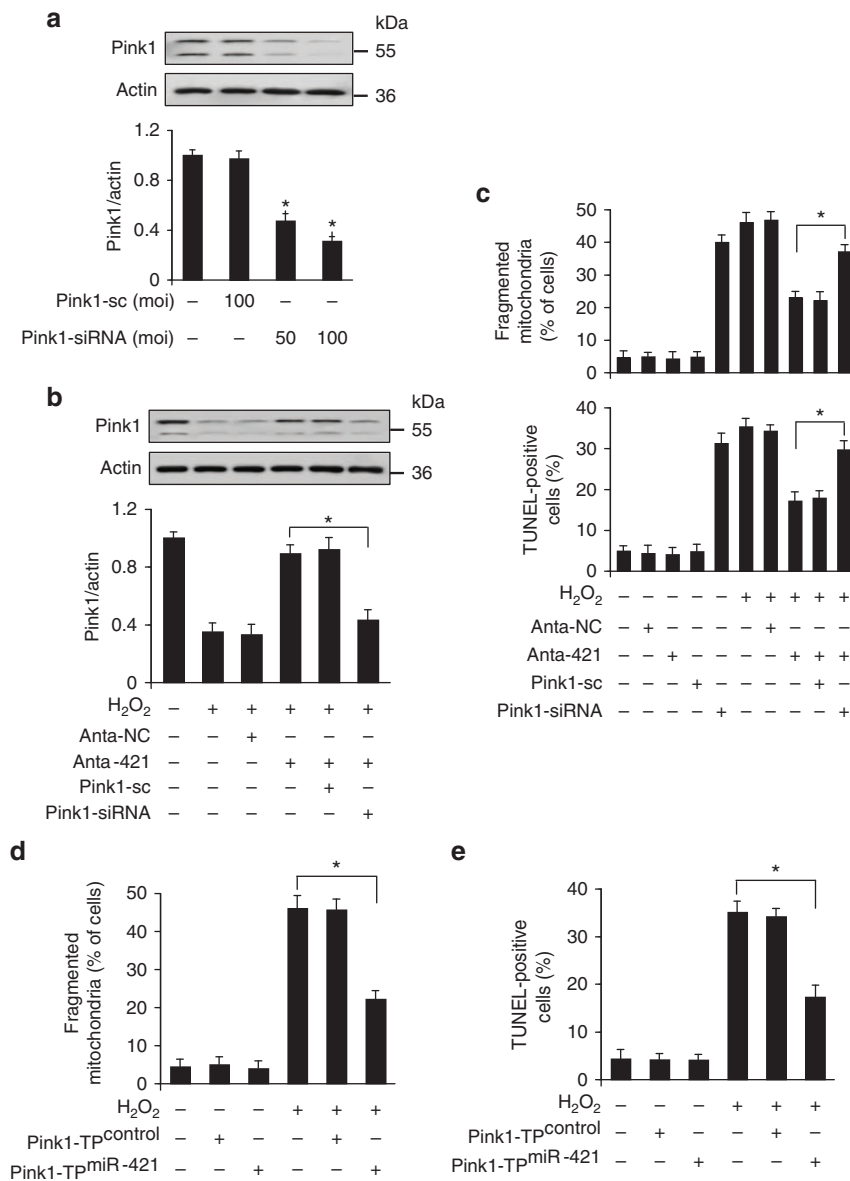 a
kDa
Pink1
55
Actin
36
1.2
0.8
0.4
0
Pink1/actin
* *
Pink1-sc (moi) – 100 – –
Pink1-siRNA (moi) – – 50 100
b
kDa
Pink1
55
Actin
36
1.2
0.8
0.4
0
Pink1/actin
*
H₂O₂ – + + + + +
Anta-NC – – + – – –
Anta-421 – – – + + +
Pink1-sc – – – – + –
Pink1-siRNA – – – – – +
c
50
40
30
20
10
0
Fragmented
mitochondria
(% of cells)
*
40
30
20
10
0
TUNEL-positive
cells (%)
*
H₂O₂ – – – – – + + + + +
Anta-NC – + – – – – + – – –
Anta-421 – – + – – – – + + +
Pink1-sc – – – + – – – – + –
Pink1-siRNA – – – – + – – – – +
d
50
40
30
20
10
0
Fragmented
mitochondria (% of cells)
*
H₂O₂ – – – + + +
Pink1-TPcontrol – + – – + –
Pink1-TPmiR-421 – – + – – +
e
40
30
20
10
0
TUNEL-positive
cells (%)
*
H₂O₂ – – – + + +
Pink1-TPcontrol – + – – + –
Pink1-TPmiR-421 – – + – – +